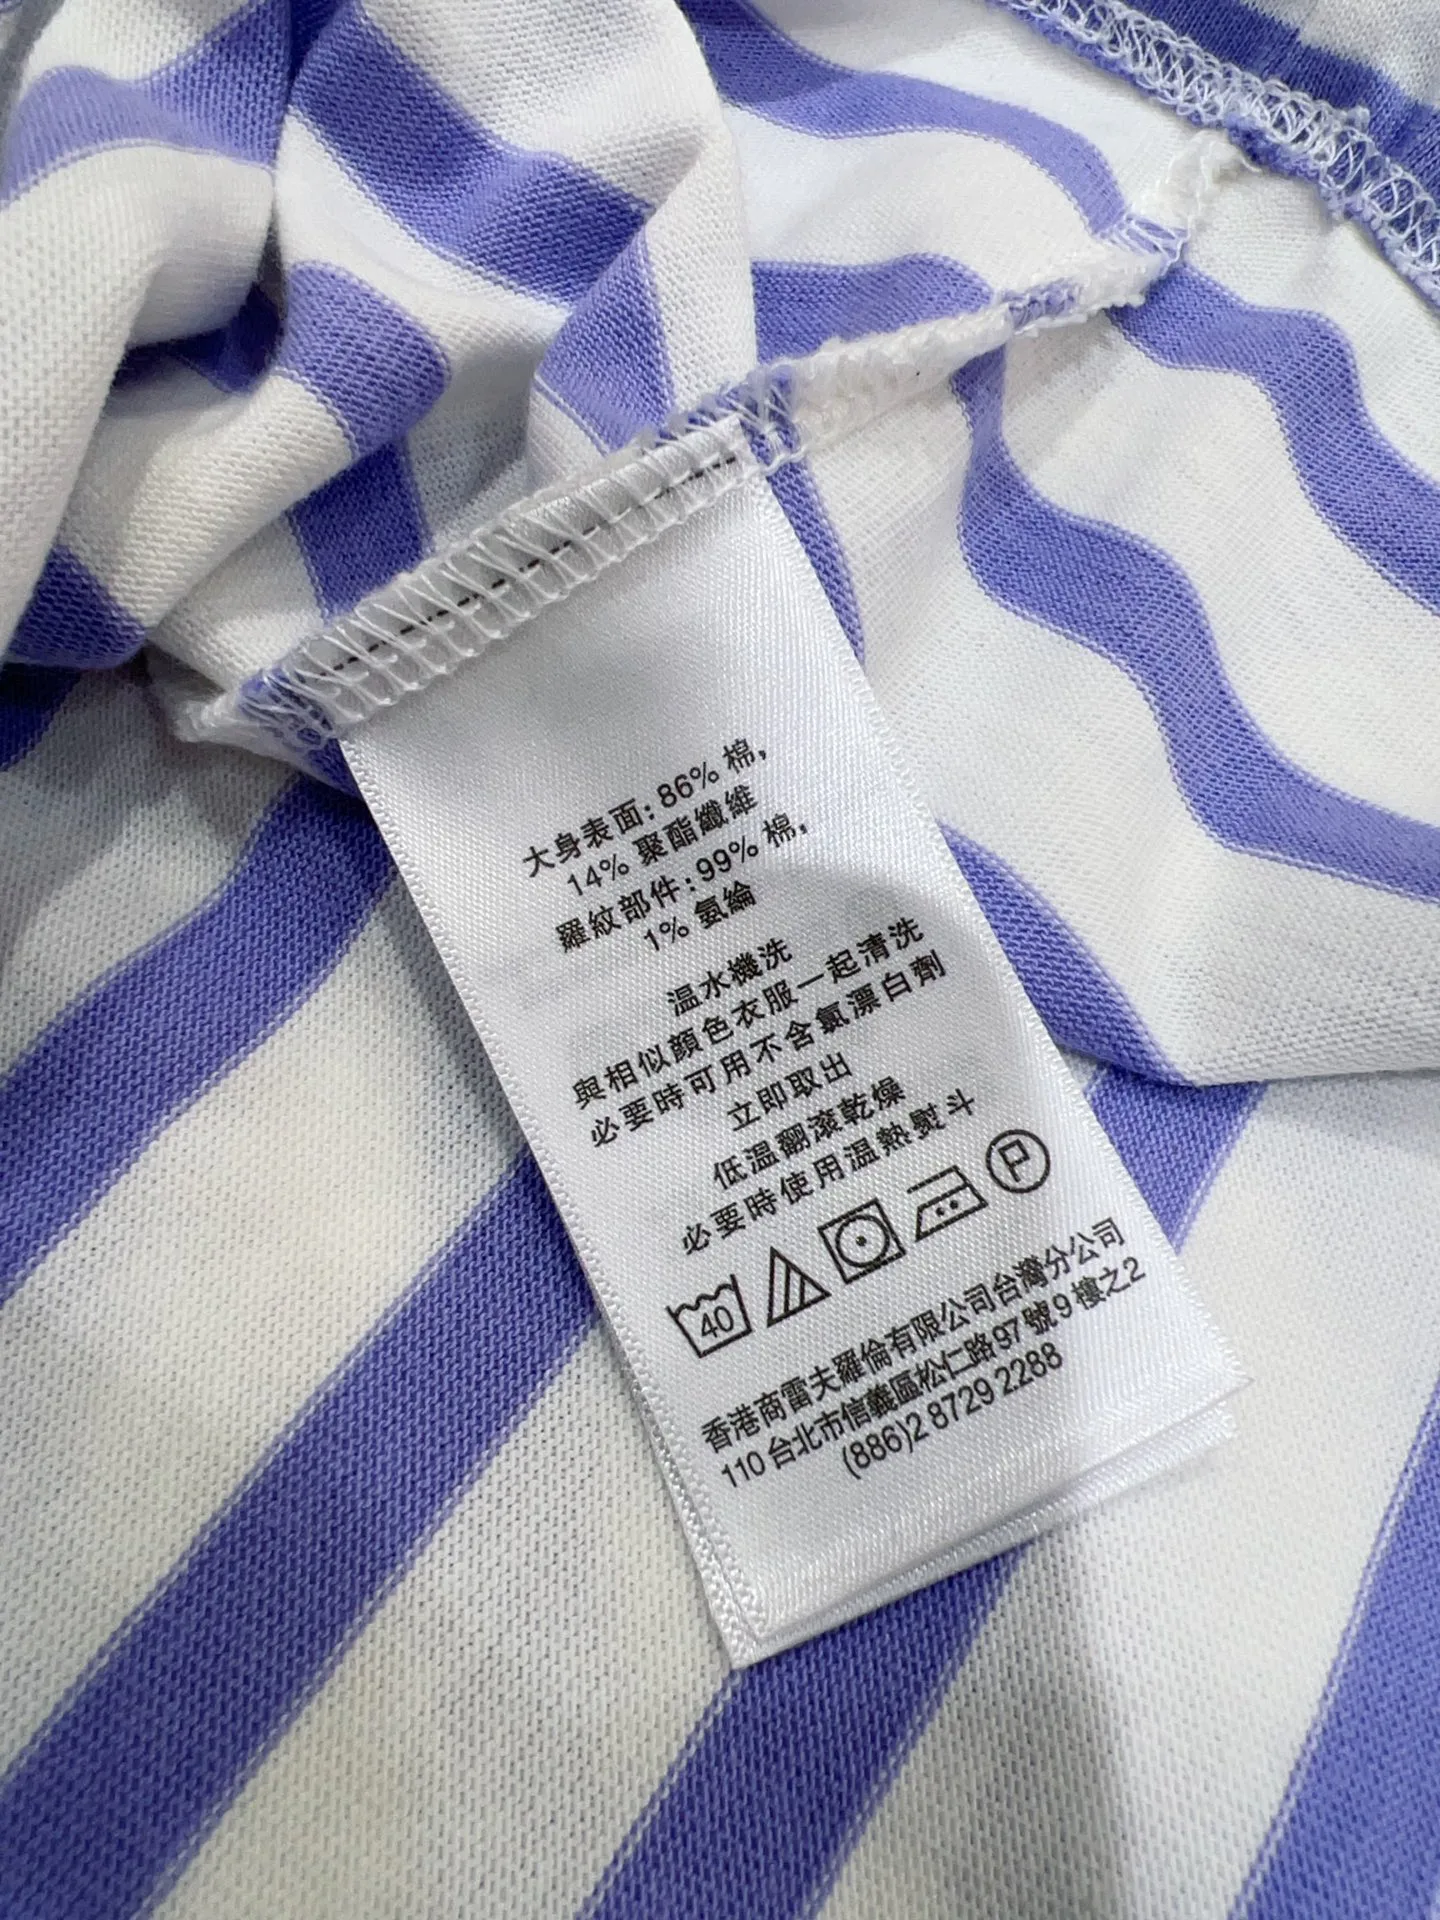 大身表面: 86% 棉,
14% 聚酯纖維
羅紋部件: 99% 棉,
1% 氨綸
温水機洗
與相似顔色衣服一起清洗
必要時可用不含氯漂白劑
立即取出
低温翻滾乾燥
必要時使用温熱熨斗
40 P
香港商雷夫羅倫有限公司台灣分公司
110 台北市信義區松仁路97號9樓之2
(886)2 8729 2288